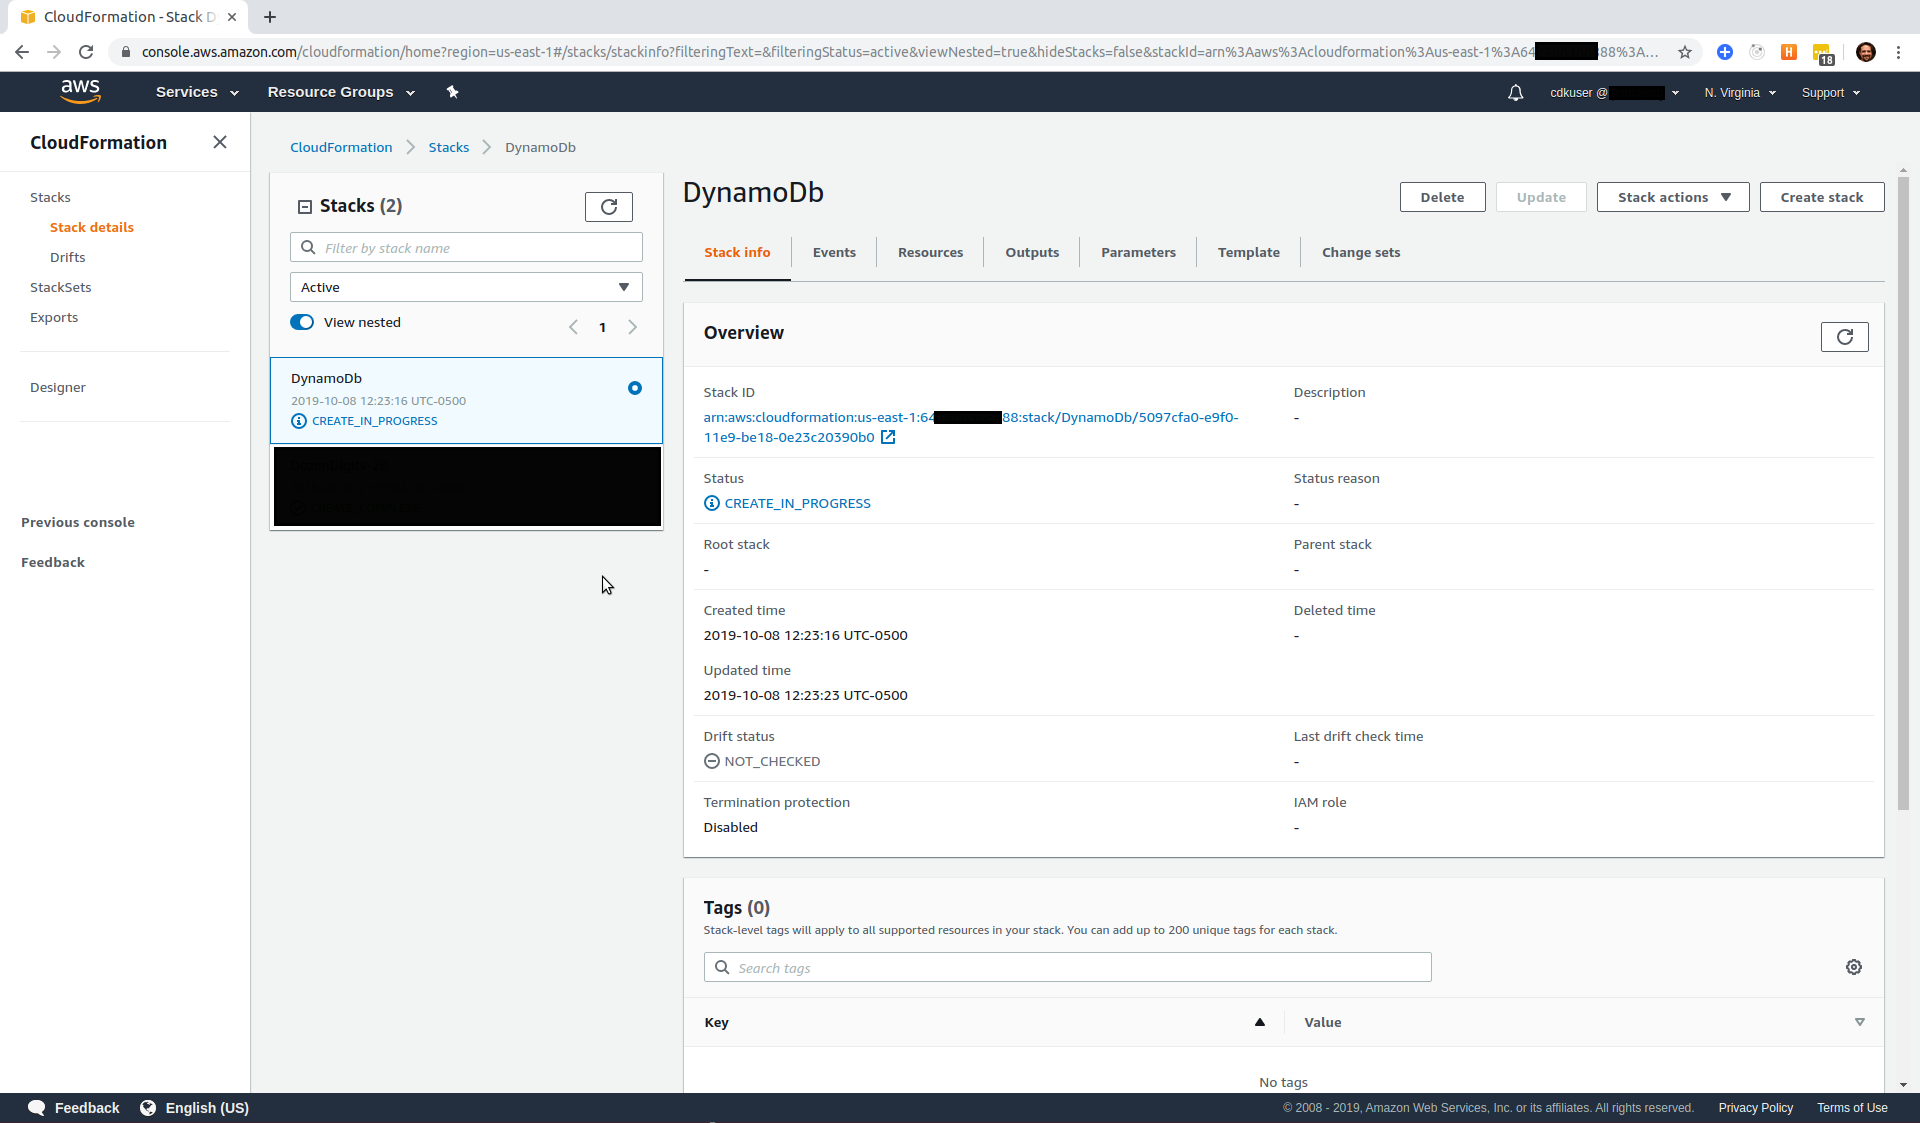 CloudFormation - Stack D
console.aws.amazon.com/cloudformation/home?region=us-east-1#/stacks/stackinfo?filteringText=&filteringStatus=active&viewNested=true&hideStacks=false&stackId=arn%3Aaws%3Acloudformation%3Aus-east-1%3A64 88%3A...
18
aws
Services
Resource Groups
cdkuser @
N. Virginia
Support
CloudFormation
Stacks
Stack details
Drifts
StackSets
Exports
Designer
Previous console
Feedback
CloudFormation > Stacks > DynamoDb
Stacks (2)
Filter by stack name
Active
View nested
1
DynamoDb
2019-10-08 12:23:16 UTC-0500
CREATE_IN_PROGRESS
DynamoDb
Delete
Update
Stack actions
Create stack
Stack info
Events
Resources
Outputs
Parameters
Template
Change sets
Overview
Stack ID
arn:aws:cloudformation:us-east-1:64 88:stack/DynamoDb/5097cfa0-e9f0-
11e9-be18-0e23c20390b0
Description
-
Status
CREATE_IN_PROGRESS
Status reason
-
Root stack
-
Parent stack
-
Created time
2019-10-08 12:23:16 UTC-0500
Deleted time
-
Updated time
2019-10-08 12:23:23 UTC-0500
Drift status
NOT_CHECKED
Last drift check time
-
Termination protection
Disabled
IAM role
-
Tags (0)
Stack-level tags will apply to all supported resources in your stack. You can add up to 200 unique tags for each stack.
Search tags
Key
Value
No tags
Feedback
English (US)
© 2008 - 2019, Amazon Web Services, Inc. or its affiliates. All rights reserved.
Privacy Policy
Terms of Use